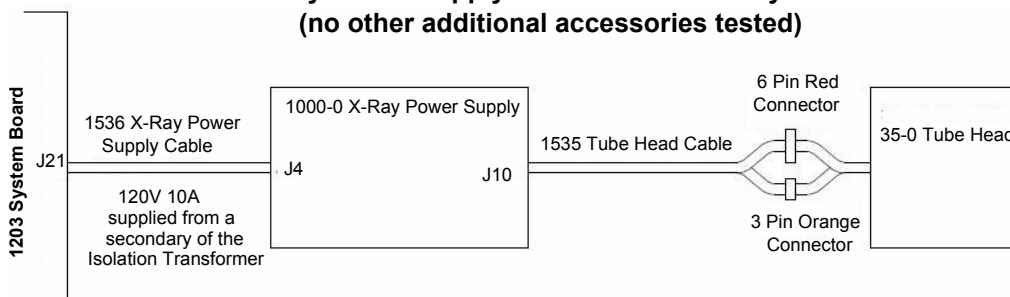 (no other additional accessories tested)
1203 System Board
J21
1536 X-Ray Power
Supply Cable
120V 10A
supplied from a
secondary of the
Isolation Transformer
1000-0 X-Ray Power Supply
J4
J10
1535 Tube Head Cable
6 Pin Red
Connector
3 Pin Orange
Connector
35-0 Tube Head